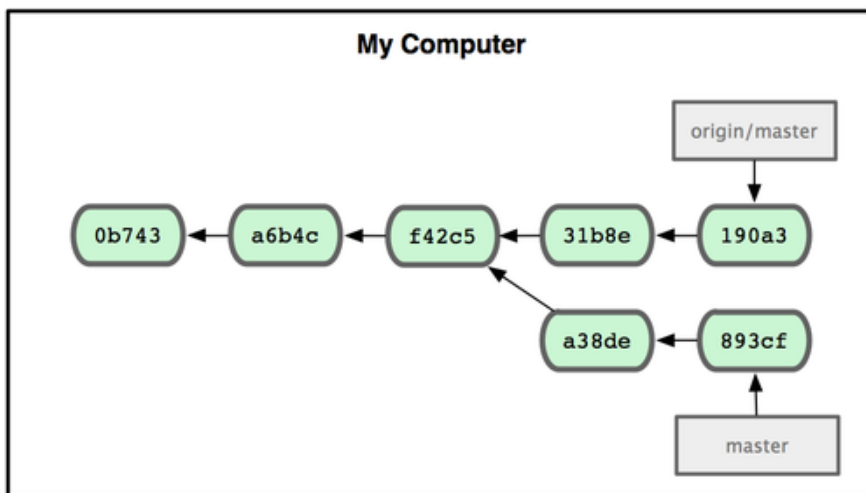 My Computer
origin/master
0b743
a6b4c
f42c5
31b8e
190a3
a38de
893cf
master